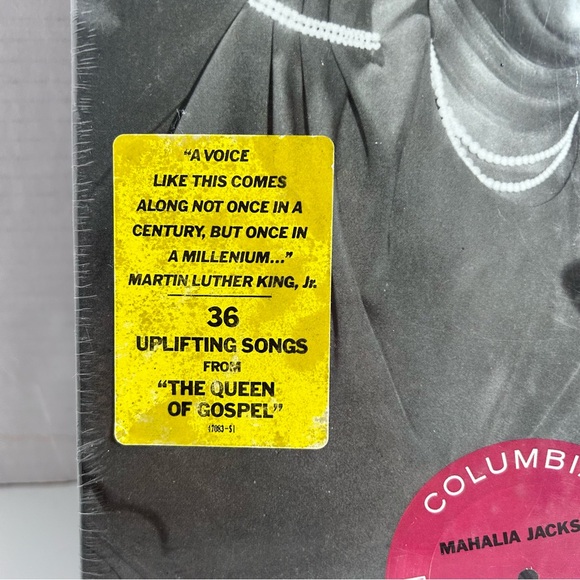 “A VOICE
LIKE THIS COMES
ALONG NOT ONCE IN A
CENTURY, BUT ONCE IN
A MILLENIUM...”
MARTIN LUTHER KING, Jr.
36
UPLIFTING SONGS
FROM
“THE QUEEN
OF GOSPEL”
(7083-S)
COLUMBI
MAHALIA JACKS